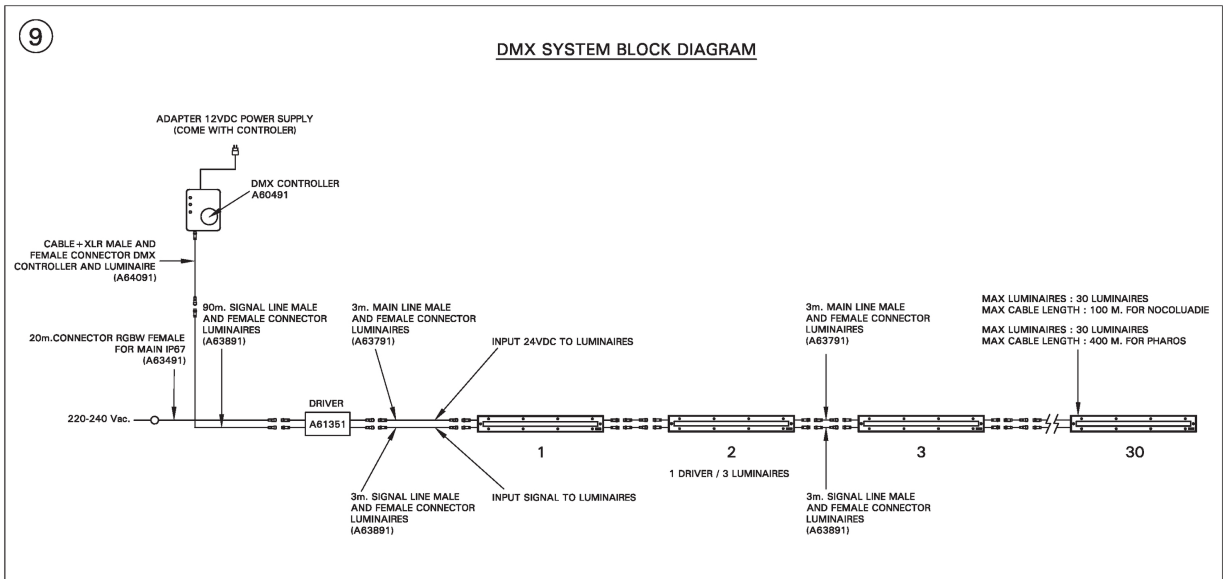 9
DMX SYSTEM BLOCK DIAGRAM
ADAPTER 12VDC POWER SUPPLY
(COME WITH CONTROLER)
DMX CONTROLLER
A60491
CABLE+XLR MALE AND
FEMALE CONNECTOR DMX
CONTROLLER AND LUMINAIRE
(A64091)
20m.CONNECTOR RGBW FEMALE
FOR MAIN IP67
(A63491)
90m. SIGNAL LINE MALE
AND FEMALE CONNECTOR
LUMINAIRES
(A63891)
3m. MAIN LINE MALE
AND FEMALE CONNECTOR
LUMINAIRES
(A63791)
INPUT 24VDC TO LUMINAIRES
3m. MAIN LINE MALE
AND FEMALE CONNECTOR
LUMINAIRES
(A63791)
MAX LUMINAIRES : 30 LUMINAIRES
MAX CABLE LENGTH : 100 M. FOR NOCOLUADIE
MAX LUMINAIRES : 30 LUMINAIRES
MAX CABLE LENGTH : 400 M. FOR PHAROS
220-240 Vac.
DRIVER
A61351
1
2
3
30
1 DRIVER / 3 LUMINAIRES
3m. SIGNAL LINE MALE
AND FEMALE CONNECTOR
LUMINAIRES
(A63891)
INPUT SIGNAL TO LUMINAIRES
3m. SIGNAL LINE MALE
AND FEMALE CONNECTOR
LUMINAIRES
(A63891)